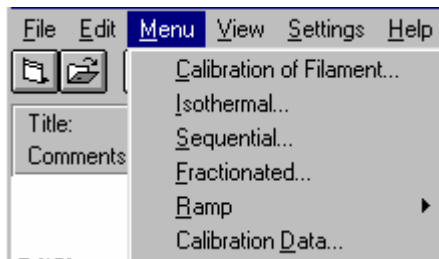 File Edit Menu View Settings Help
Calibration of Filament...
Isothermal...
Sequential...
Fractionated...
Ramp
Calibration Data...
Title:
Comments